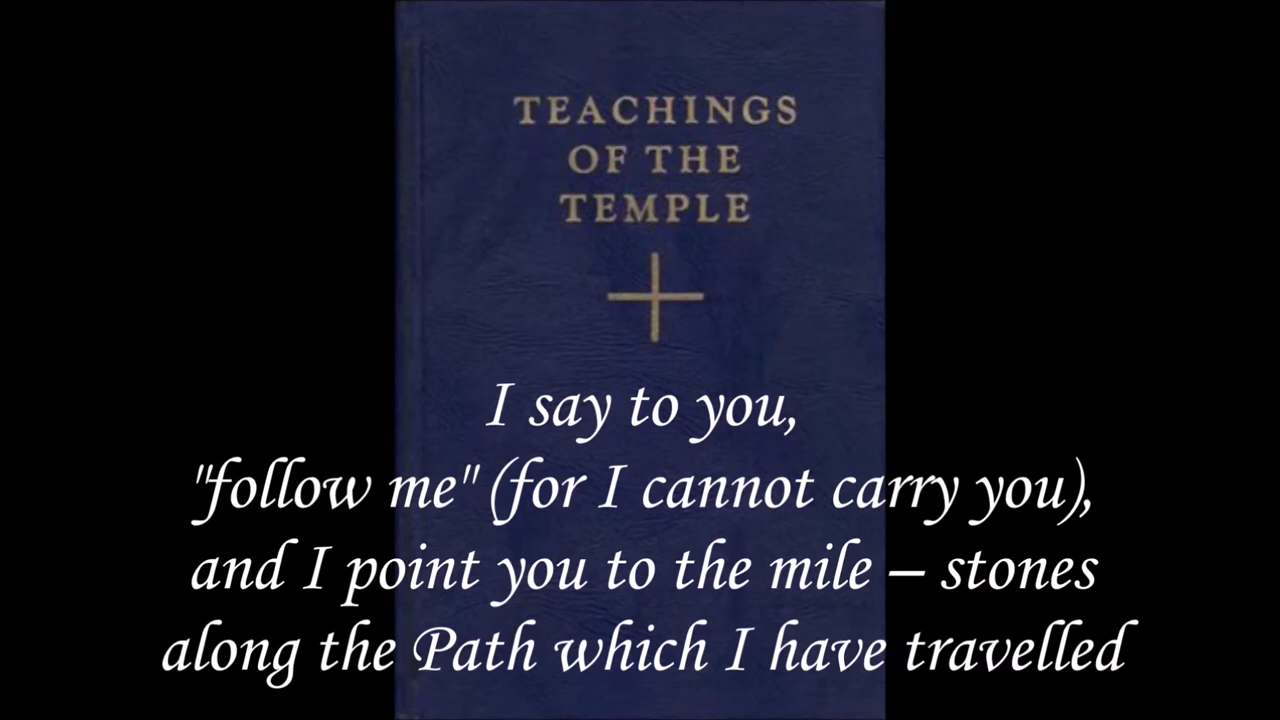 TEACHINGS
OF THE
TEMPLE
I say to you,
"follow me" (for I cannot carry you),
and I point you to the mile – stones
along the Path which I have travelled